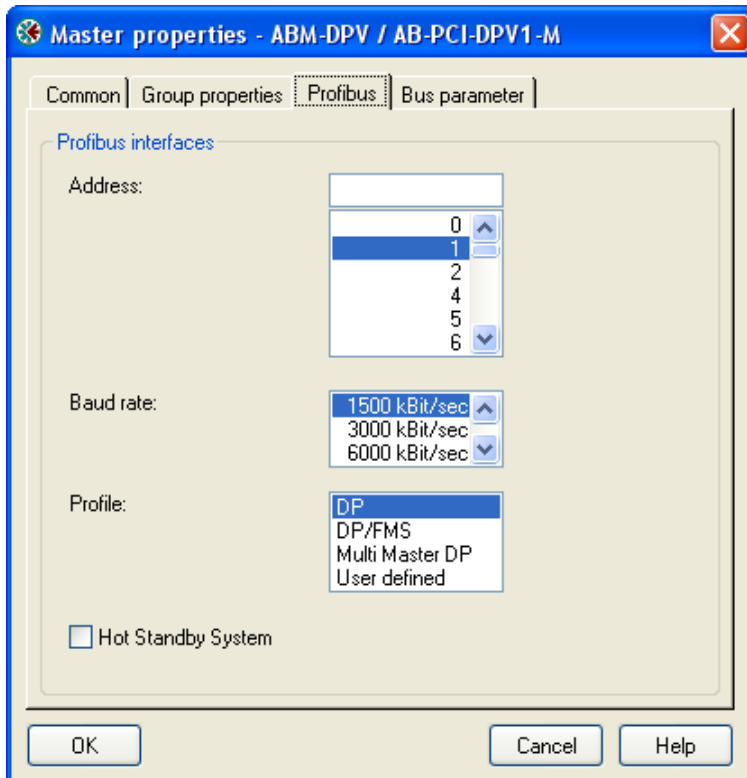 Master properties - ABM-DPV / AB-PCI-DPV1-M
Common Group properties Profibus Bus parameter
Profibus interfaces
Address:
0
1
2
4
5
6
Baud rate:
1500 kBit/sec
3000 kBit/sec
6000 kBit/sec
Profile:
DP
DP/FMS
Multi Master DP
User defined
Hot Standby System
OK Cancel Help